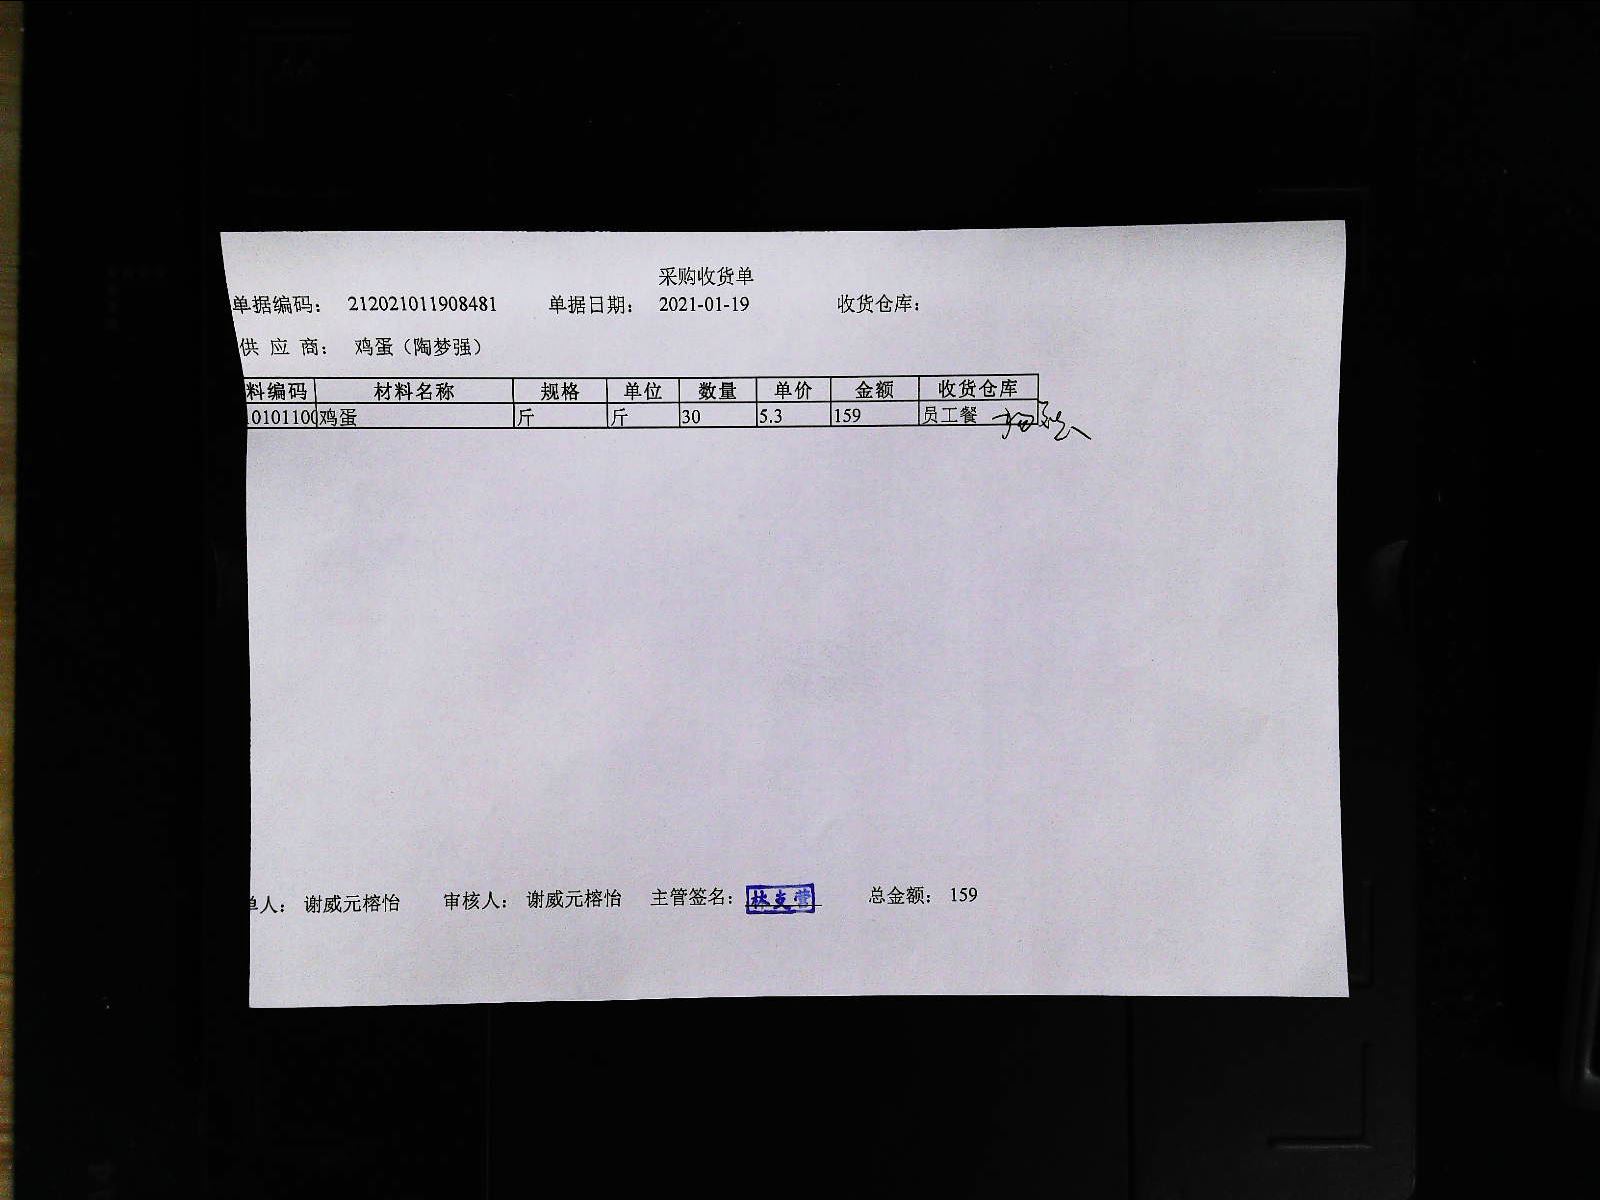 采购收货单
单据编码： 212021011908481 单据日期： 2021-01-19 收货仓库：
供 应 商： 鸡蛋（陶梦强）
料编码 材料名称 规格 单位 数量 单价 金额 收货仓库
10101100 鸡蛋 斤 斤 30 5.3 159 员工餐
单人： 谢威元榕怡 审核人： 谢威元榕怡 主管签名： 林支营 总金额： 159